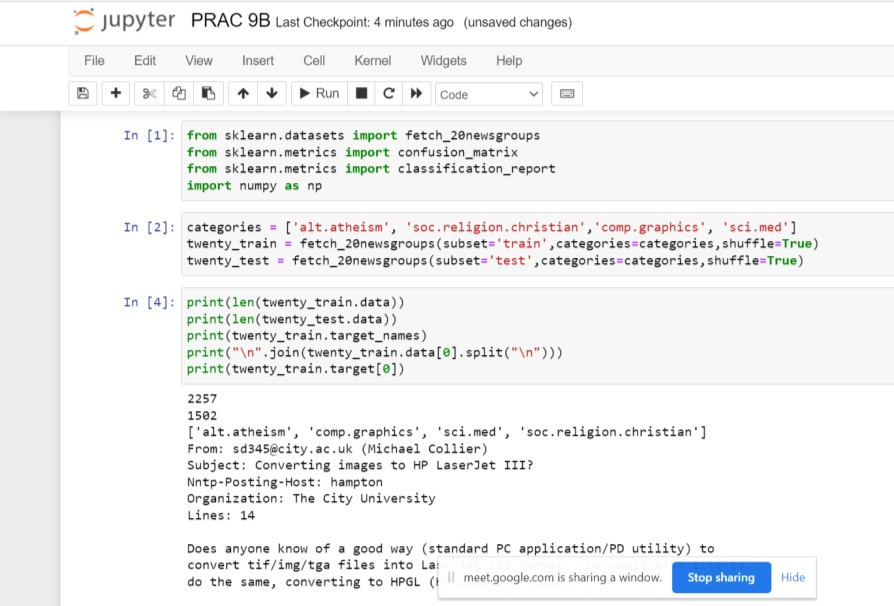 jupyter PRAC 9B Last Checkpoint: 4 minutes ago (unsaved changes)
File Edit View Insert Cell Kernel Widgets Help
Run Code
In [1]: from sklearn.datasets import fetch_20newsgroups
from sklearn.metrics import confusion_matrix
from sklearn.metrics import classification_report
import numpy as np
In [2]: categories = ['alt.atheism', 'soc.religion.christian','comp.graphics', 'sci.med']
twenty_train = fetch_20newsgroups(subset='train',categories=categories,shuffle=True)
twenty_test = fetch_20newsgroups(subset='test',categories=categories,shuffle=True)
In [4]: print(len(twenty_train.data))
print(len(twenty_test.data))
print(twenty_train.target_names)
print("\n".join(twenty_train.data[0].split("\n")))
print(twenty_train.target[0])
2257
1502
['alt.atheism', 'comp.graphics', 'sci.med', 'soc.religion.christian']
From: sd345@city.ac.uk (Michael Collier)
Subject: Converting images to HP LaserJet III?
Nntp-Posting-Host: hampton
Organization: The City University
Lines: 14
Does anyone know of a good way (standard PC application/PD utility) to
convert tif/img/tga files into LaserJet III format. We would also like to
do the same, converting to HPGL (
meet.google.com is sharing a window. Stop sharing Hide